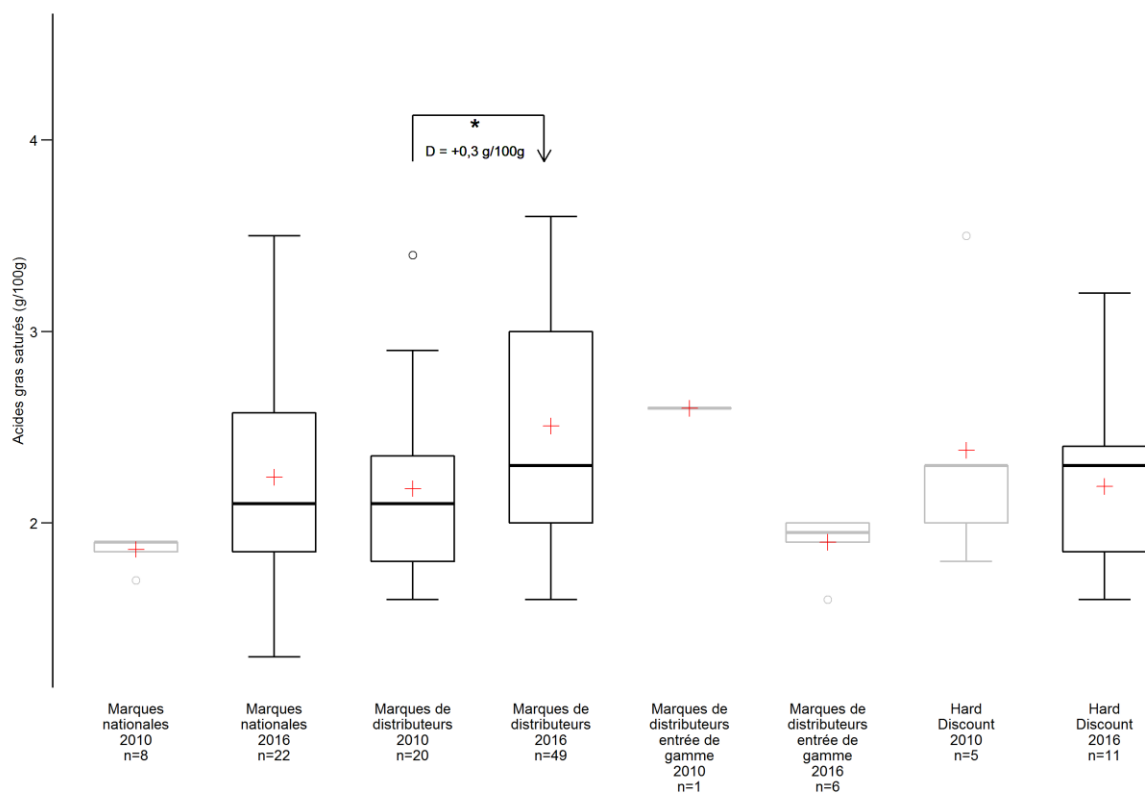 Acides gras saturés (g/100g)
4
3
2
*
D = +0,3 g/100g
Marques
nationales
2010
n=8
Marques
nationales
2016
n=22
Marques de
distributeurs
2010
n=20
Marques de
distributeurs
2016
n=49
Marques de
distributeurs
entrée de
gamme
2010
n=1
Marques de
distributeurs
entrée de
gamme
2016
n=6
Hard
Discount
2010
n=5
Hard
Discount
2016
n=11